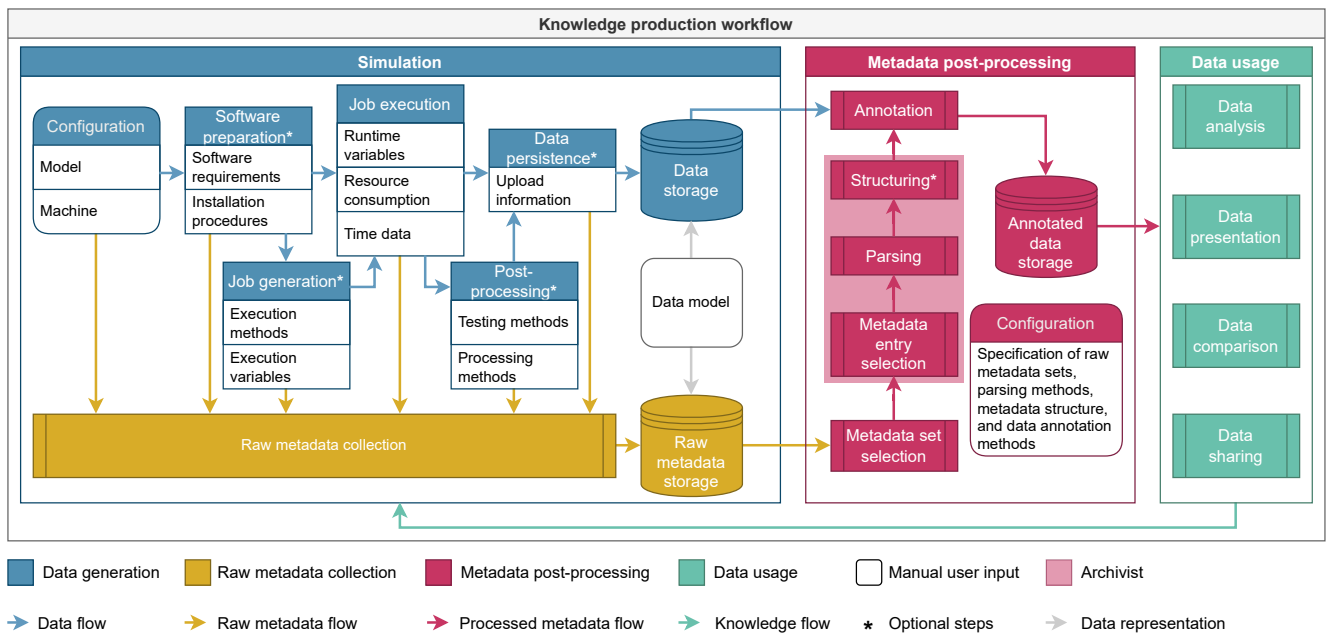 Knowledge production workflow
Simulation
Configuration
Model
Machine
Software
preparation*
Software
requirements
Installation
procedures
Job generation*
Execution
methods
Execution
variables
Job execution
Runtime
variables
Resource
consumption
Time data
Post-
processing*
Testing methods
Processing
methods
Data
persistence*
Upload
information
Data
storage
Data model
Raw metadata collection
Raw
metadata
storage
Metadata post-processing
Annotation
Structuring*
Parsing
Metadata
entry
selection
Metadata set
selection
Annotated
data
storage
Configuration
Specification of raw
metadata sets,
parsing methods,
metadata structure,
and data annotation
methods
Data usage
Data
analysis
Data
presentation
Data
comparison
Data
sharing
Data generation
Raw metadata collection
Metadata post-processing
Data usage
Manual user input
Archivist
Data flow
Raw metadata flow
Processed metadata flow
Knowledge flow
* Optional steps
Data representation